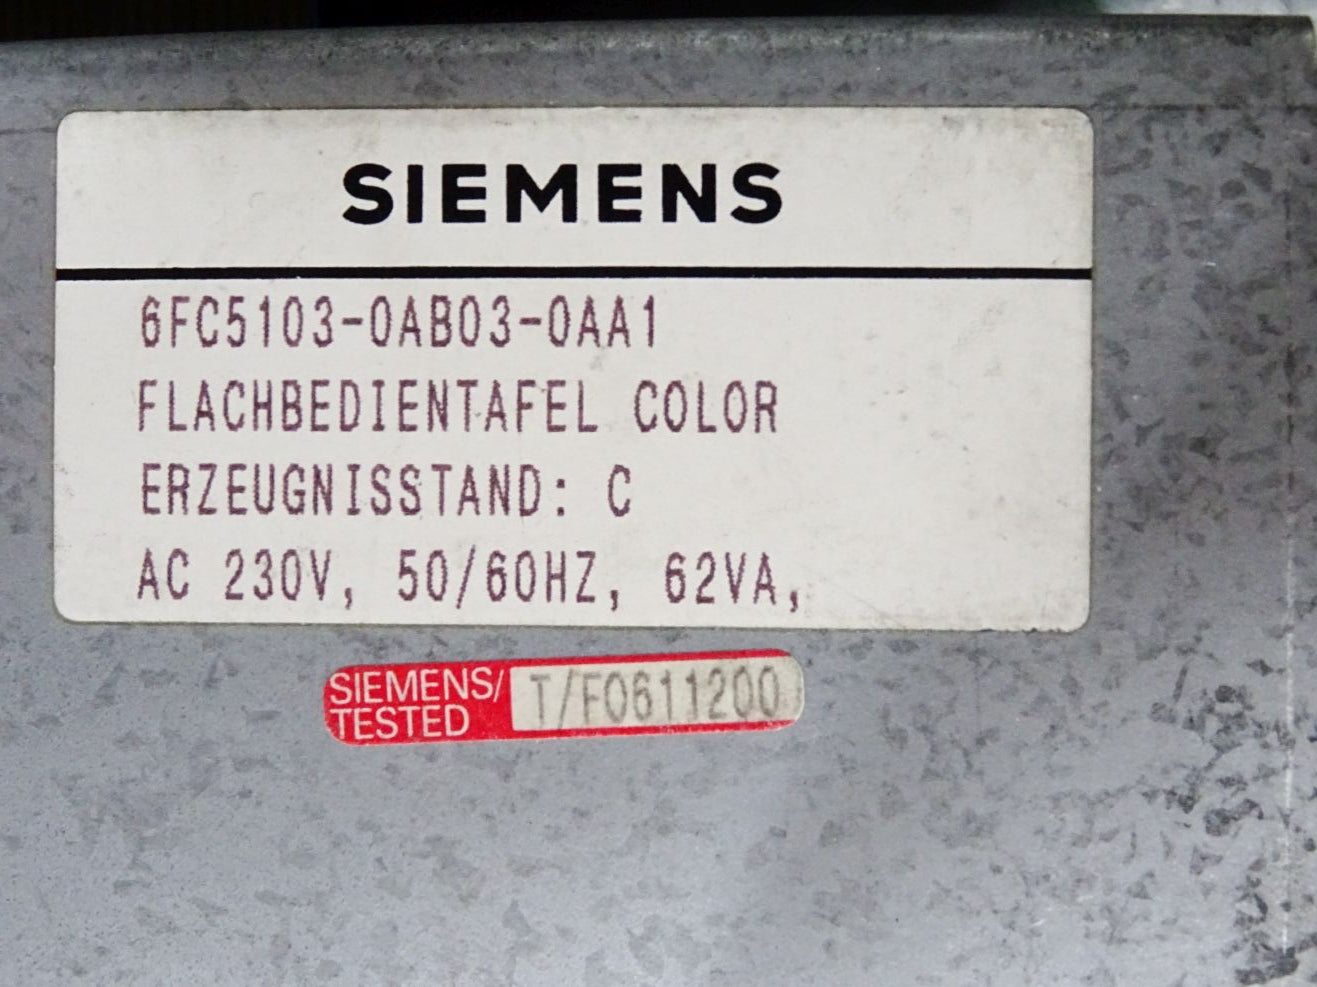 SIEMENS
6FC5103-0AB03-0AA1
FLACHBEDIENTAFEL COLOR
ERZEUGNISSTAND: C
AC 230V, 50/60HZ, 62VA,
SIEMENS/
TESTED
T/F0611200